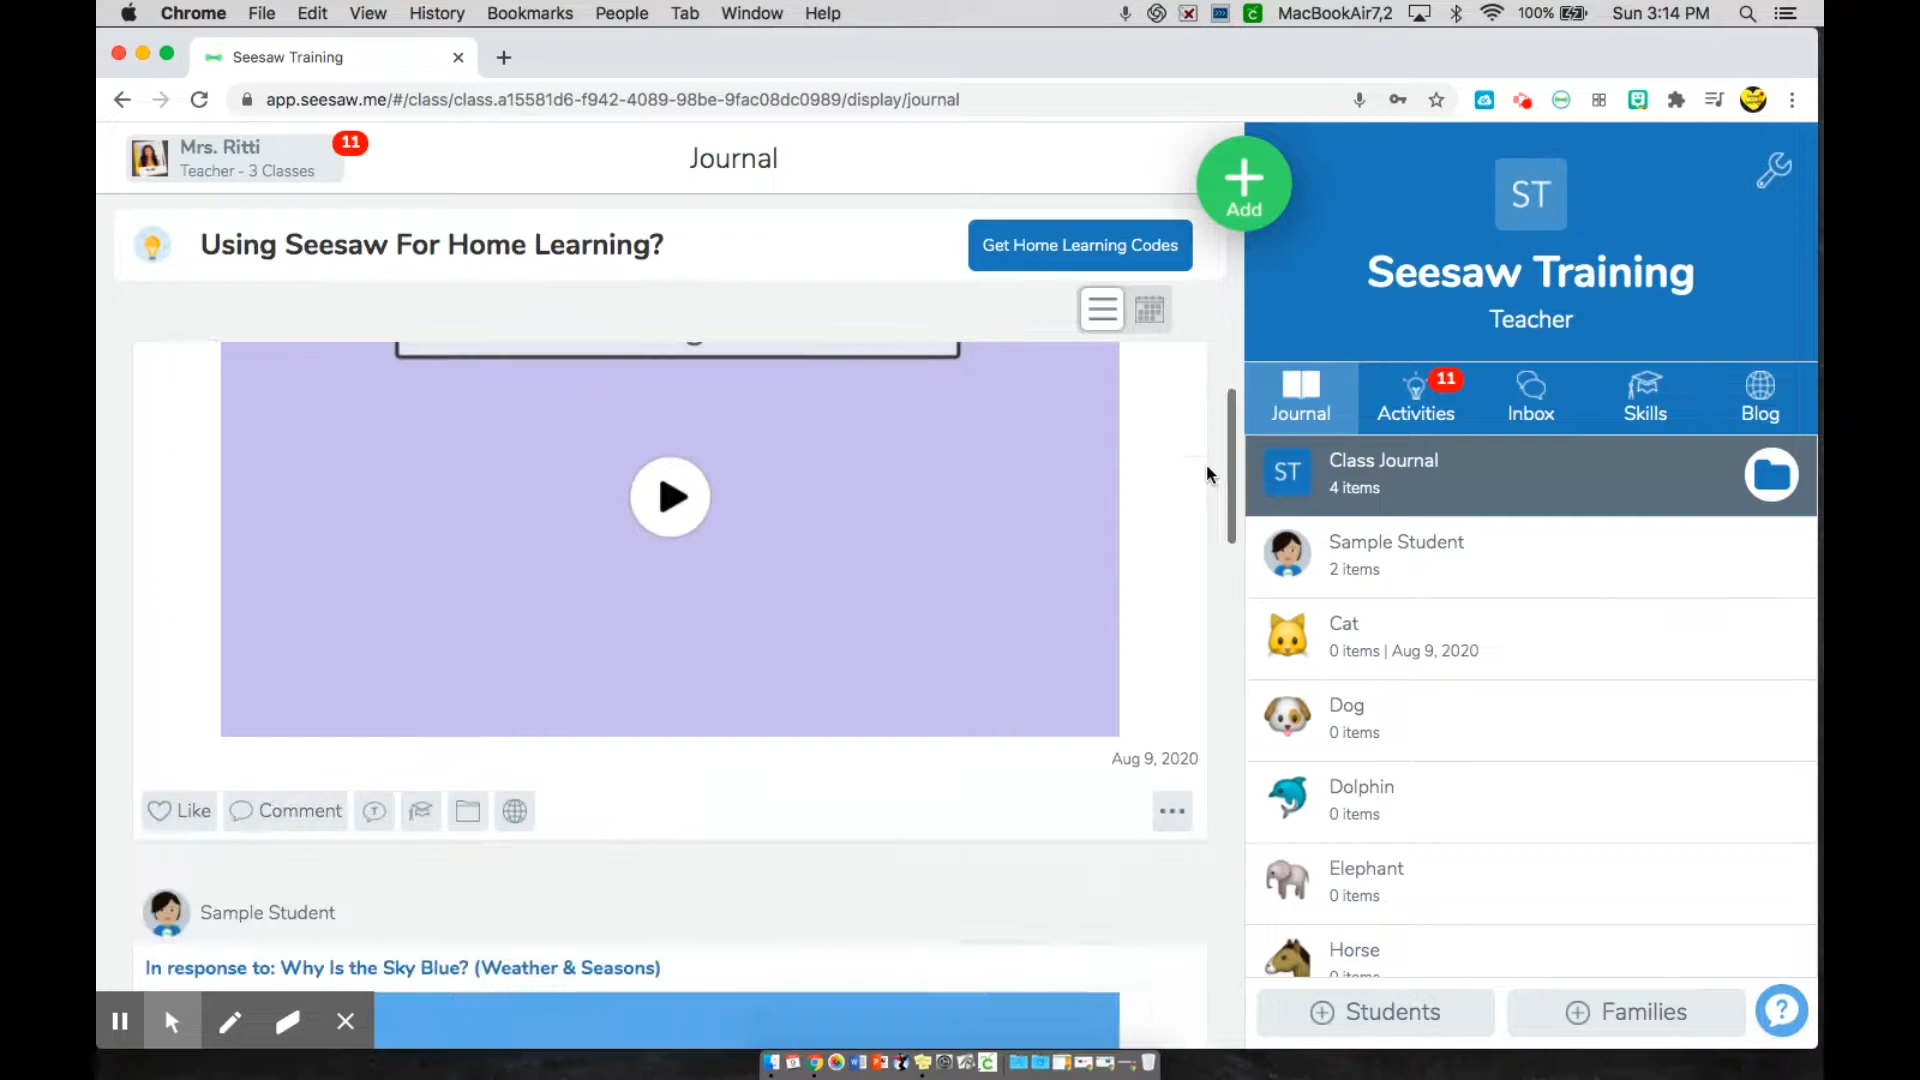 Chrome File Edit View History Bookmarks People Tab Window Help MacBookAir7,2 100% Sun 3:14 PM
Seesaw Training
app.seesaw.me/#/class/class.a15581d6-f942-4089-98be-9fac08dc0989/display/journal
Mrs. Ritti
Teacher - 3 Classes
11
Journal
Add
Using Seesaw For Home Learning?
Get Home Learning Codes
Aug 9, 2020
Like
Comment
Sample Student
In response to: Why Is the Sky Blue? (Weather & Seasons)
ST
Seesaw Training
Teacher
Journal
11
Activities
Inbox
Skills
Blog
ST
Class Journal
4 items
Sample Student
2 items
Cat
0 items | Aug 9, 2020
Dog
0 items
Dolphin
0 items
Elephant
0 items
Horse
0 items
Students
Families
?